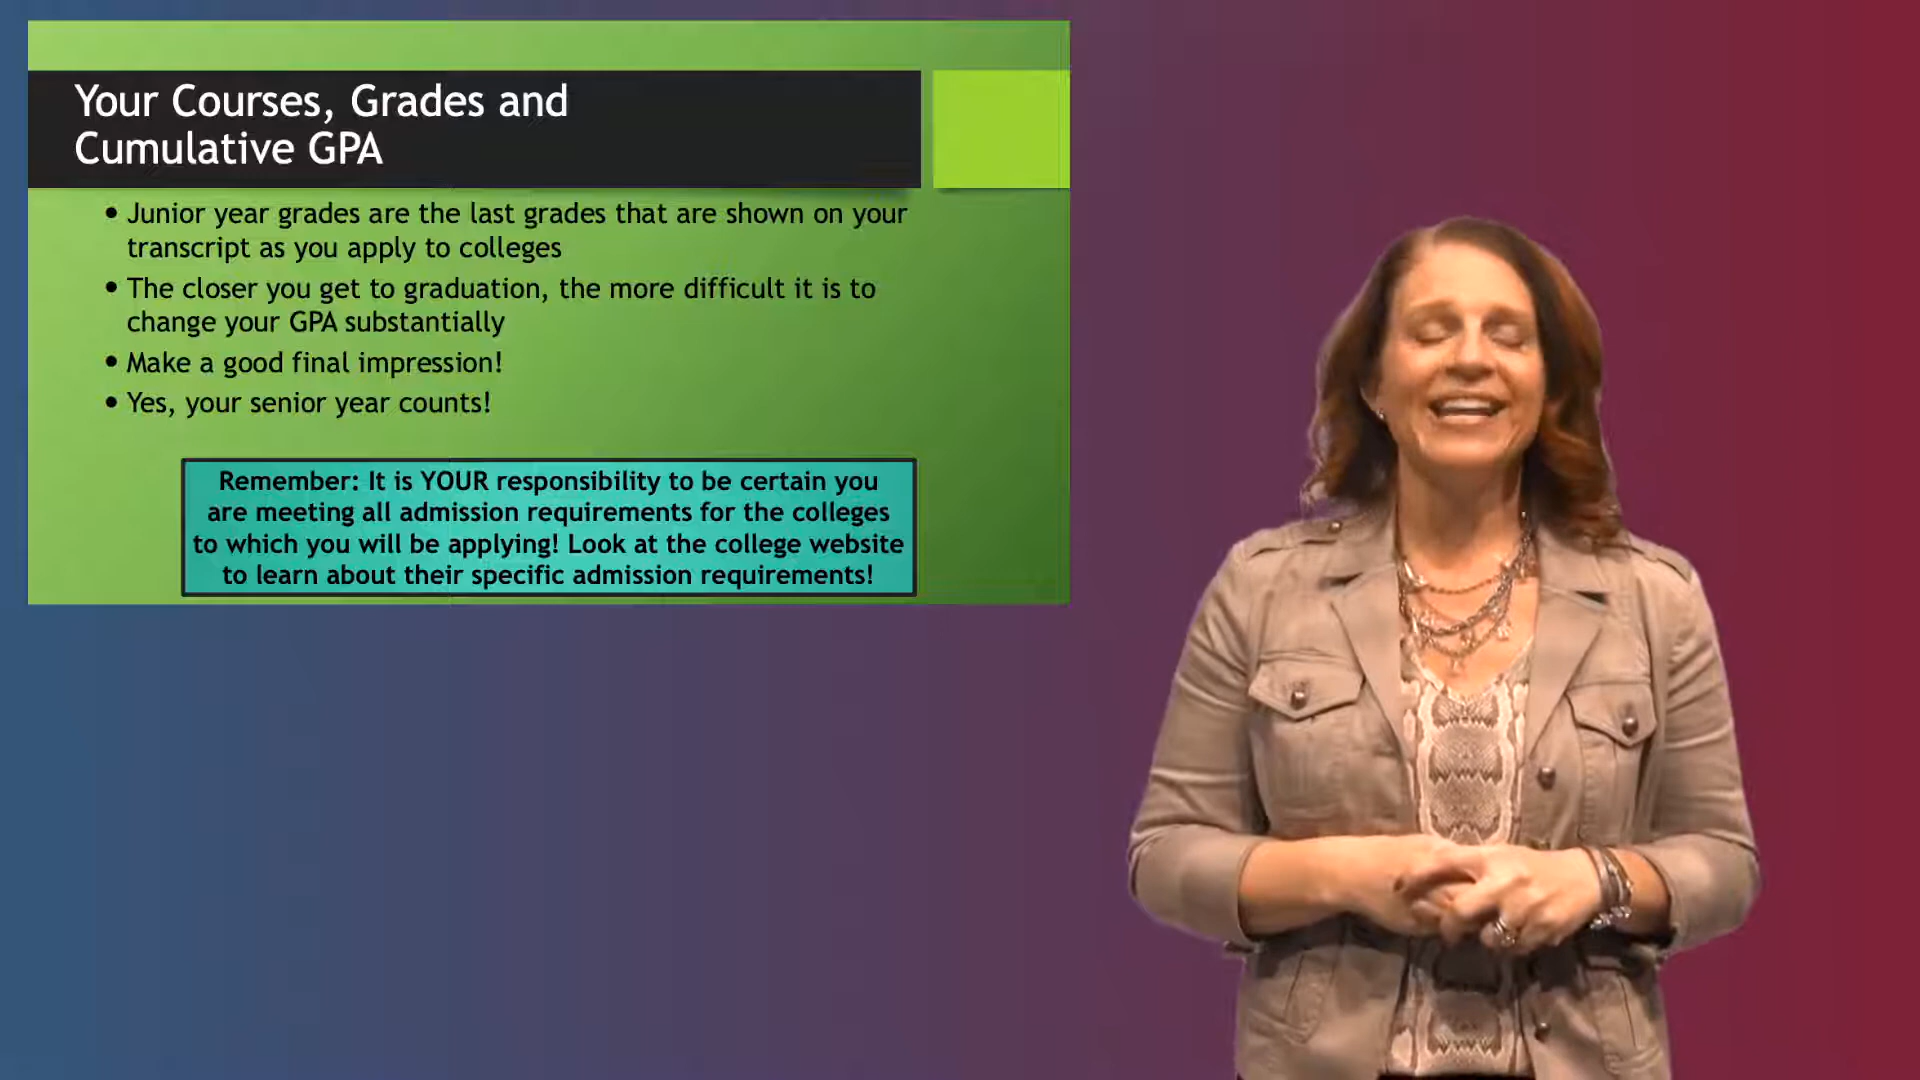 Your Courses, Grades and
Cumulative GPA
• Junior year grades are the last grades that are shown on your
transcript as you apply to colleges
• The closer you get to graduation, the more difficult it is to
change your GPA substantially
• Make a good final impression!
• Yes, your senior year counts!
Remember: It is YOUR responsibility to be certain you
are meeting all admission requirements for the colleges
to which you will be applying! Look at the college website
to learn about their specific admission requirements!